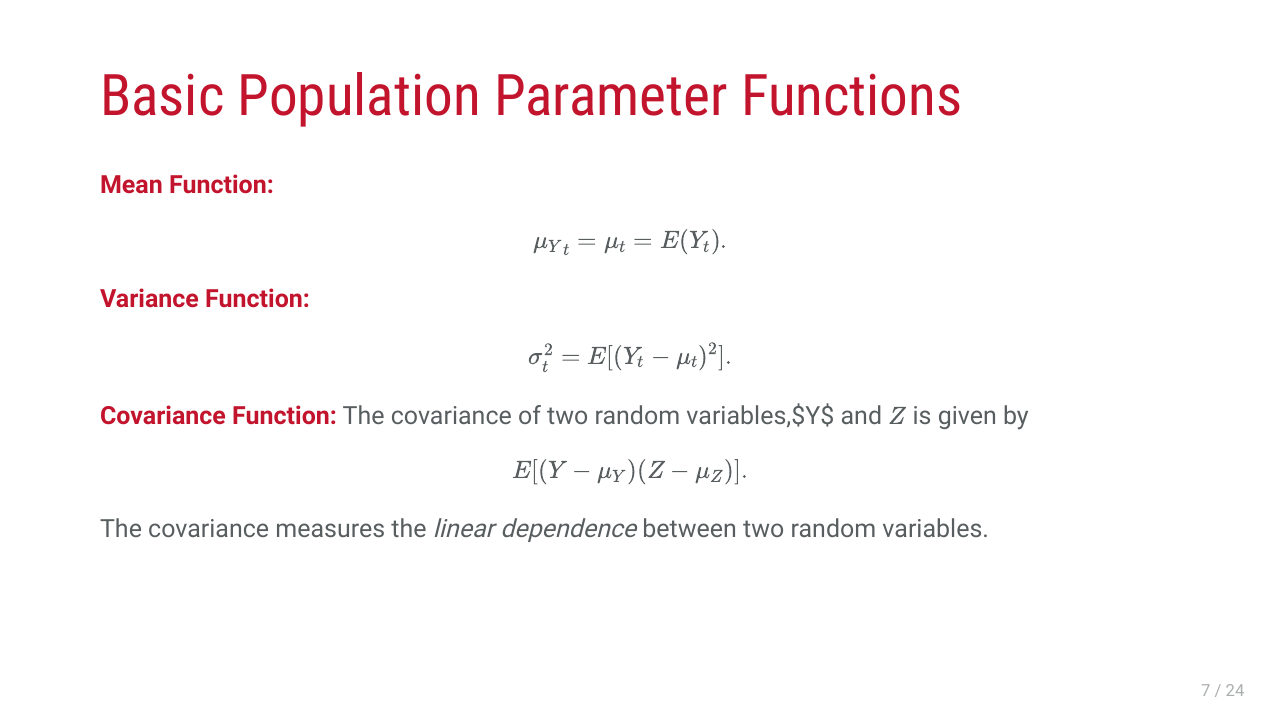 Basic Population Parameter Functions
Mean Function:
μ_{Y_t} = μ_t = E(Y_t).
Variance Function:
σ_t^2 = E[(Y_t − μ_t)^2].
Covariance Function: The covariance of two random variables,$Y$ and Z is given by
E[(Y − μ_Y)(Z − μ_Z)].
The covariance measures the linear dependence between two random variables.
7 / 24